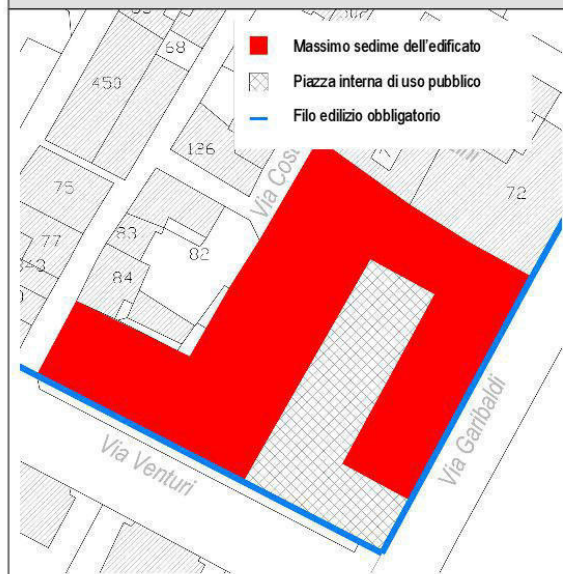 Massimo sedime dell'edificato
Piazza interna di uso pubblico
Filo edilizio obbligatorio
68
450
126
75
72
77
83
82
84
Via Venturi
Via Garibaldi